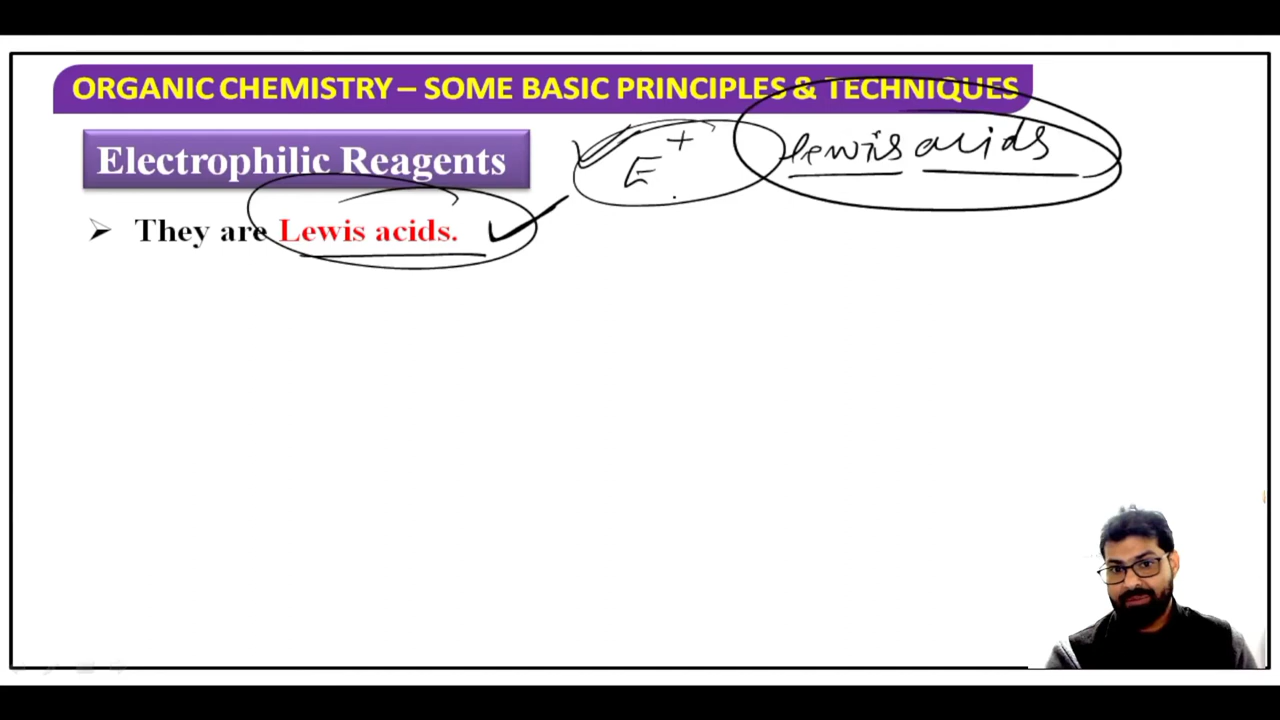 ORGANIC CHEMISTRY – SOME BASIC PRINCIPLES & TECHNIQUES
Electrophilic Reagents
E+
lewis acids
➢ They are Lewis acids.